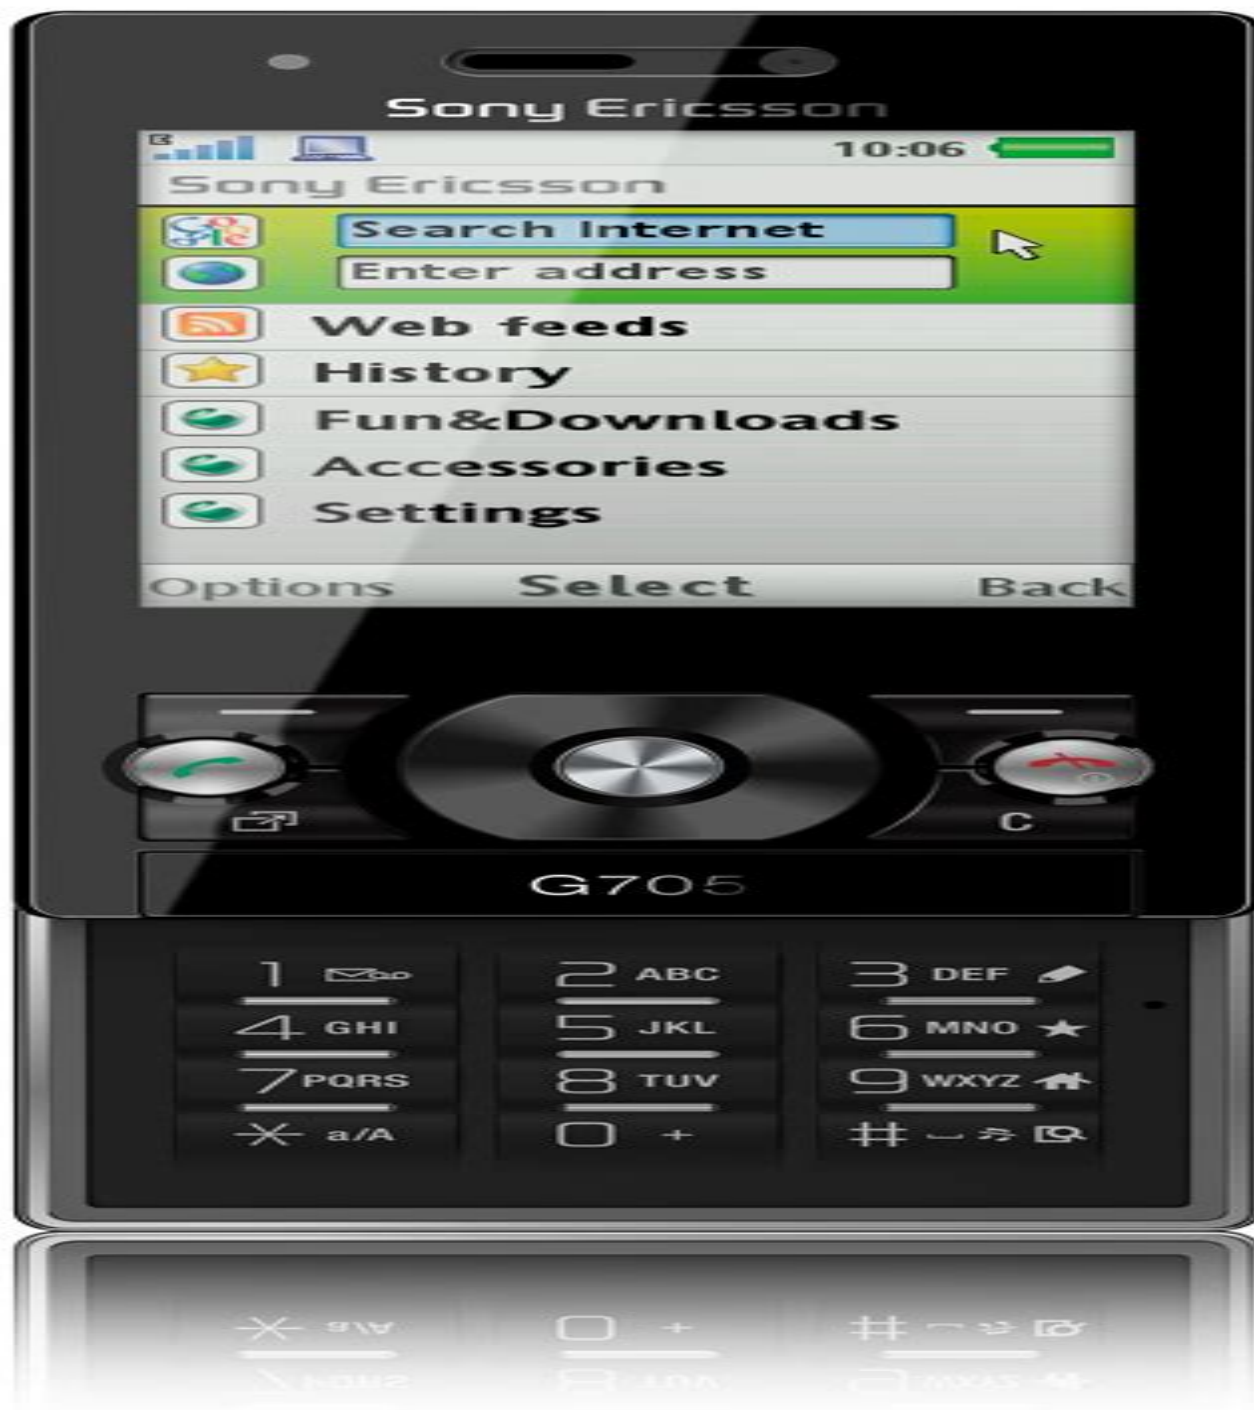 Sony Ericsson
10:06
Sony Ericsson
Search Internet
Enter address
Web feeds
History
Fun&Downloads
Accessories
Settings
Options Select Back
C
G705
1 2 ABC 3 DEF
4 GHI 5 JKL 6 MNO
7 PQRS 8 TUV 9 WXYZ
* a/A 0 + #